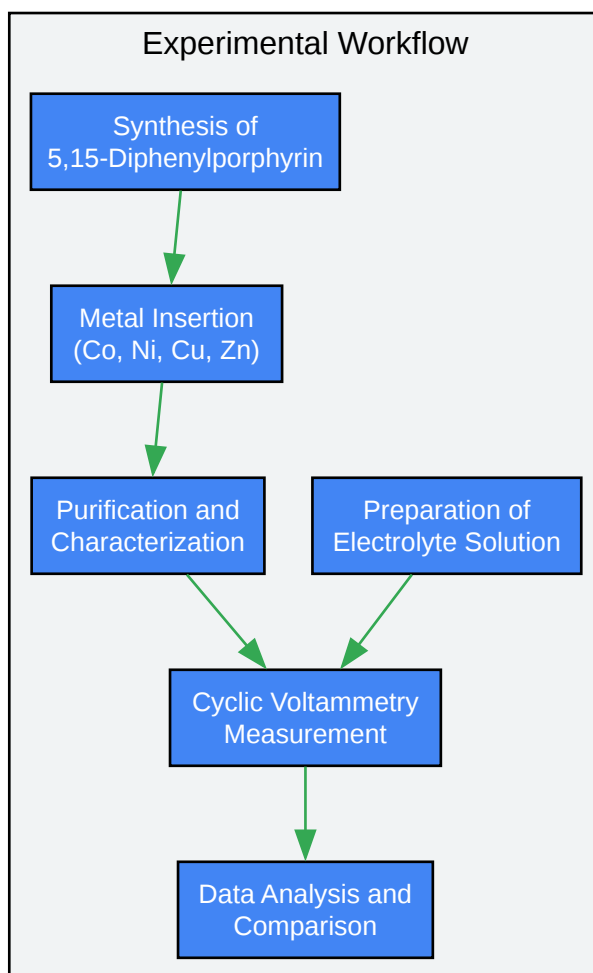 Experimental Workflow
Synthesis of
5,15-Diphenylporphyrin
Metal Insertion
(Co, Ni, Cu, Zn)
Purification and
Characterization
Preparation of
Electrolyte Solution
Cyclic Voltammetry
Measurement
Data Analysis and
Comparison